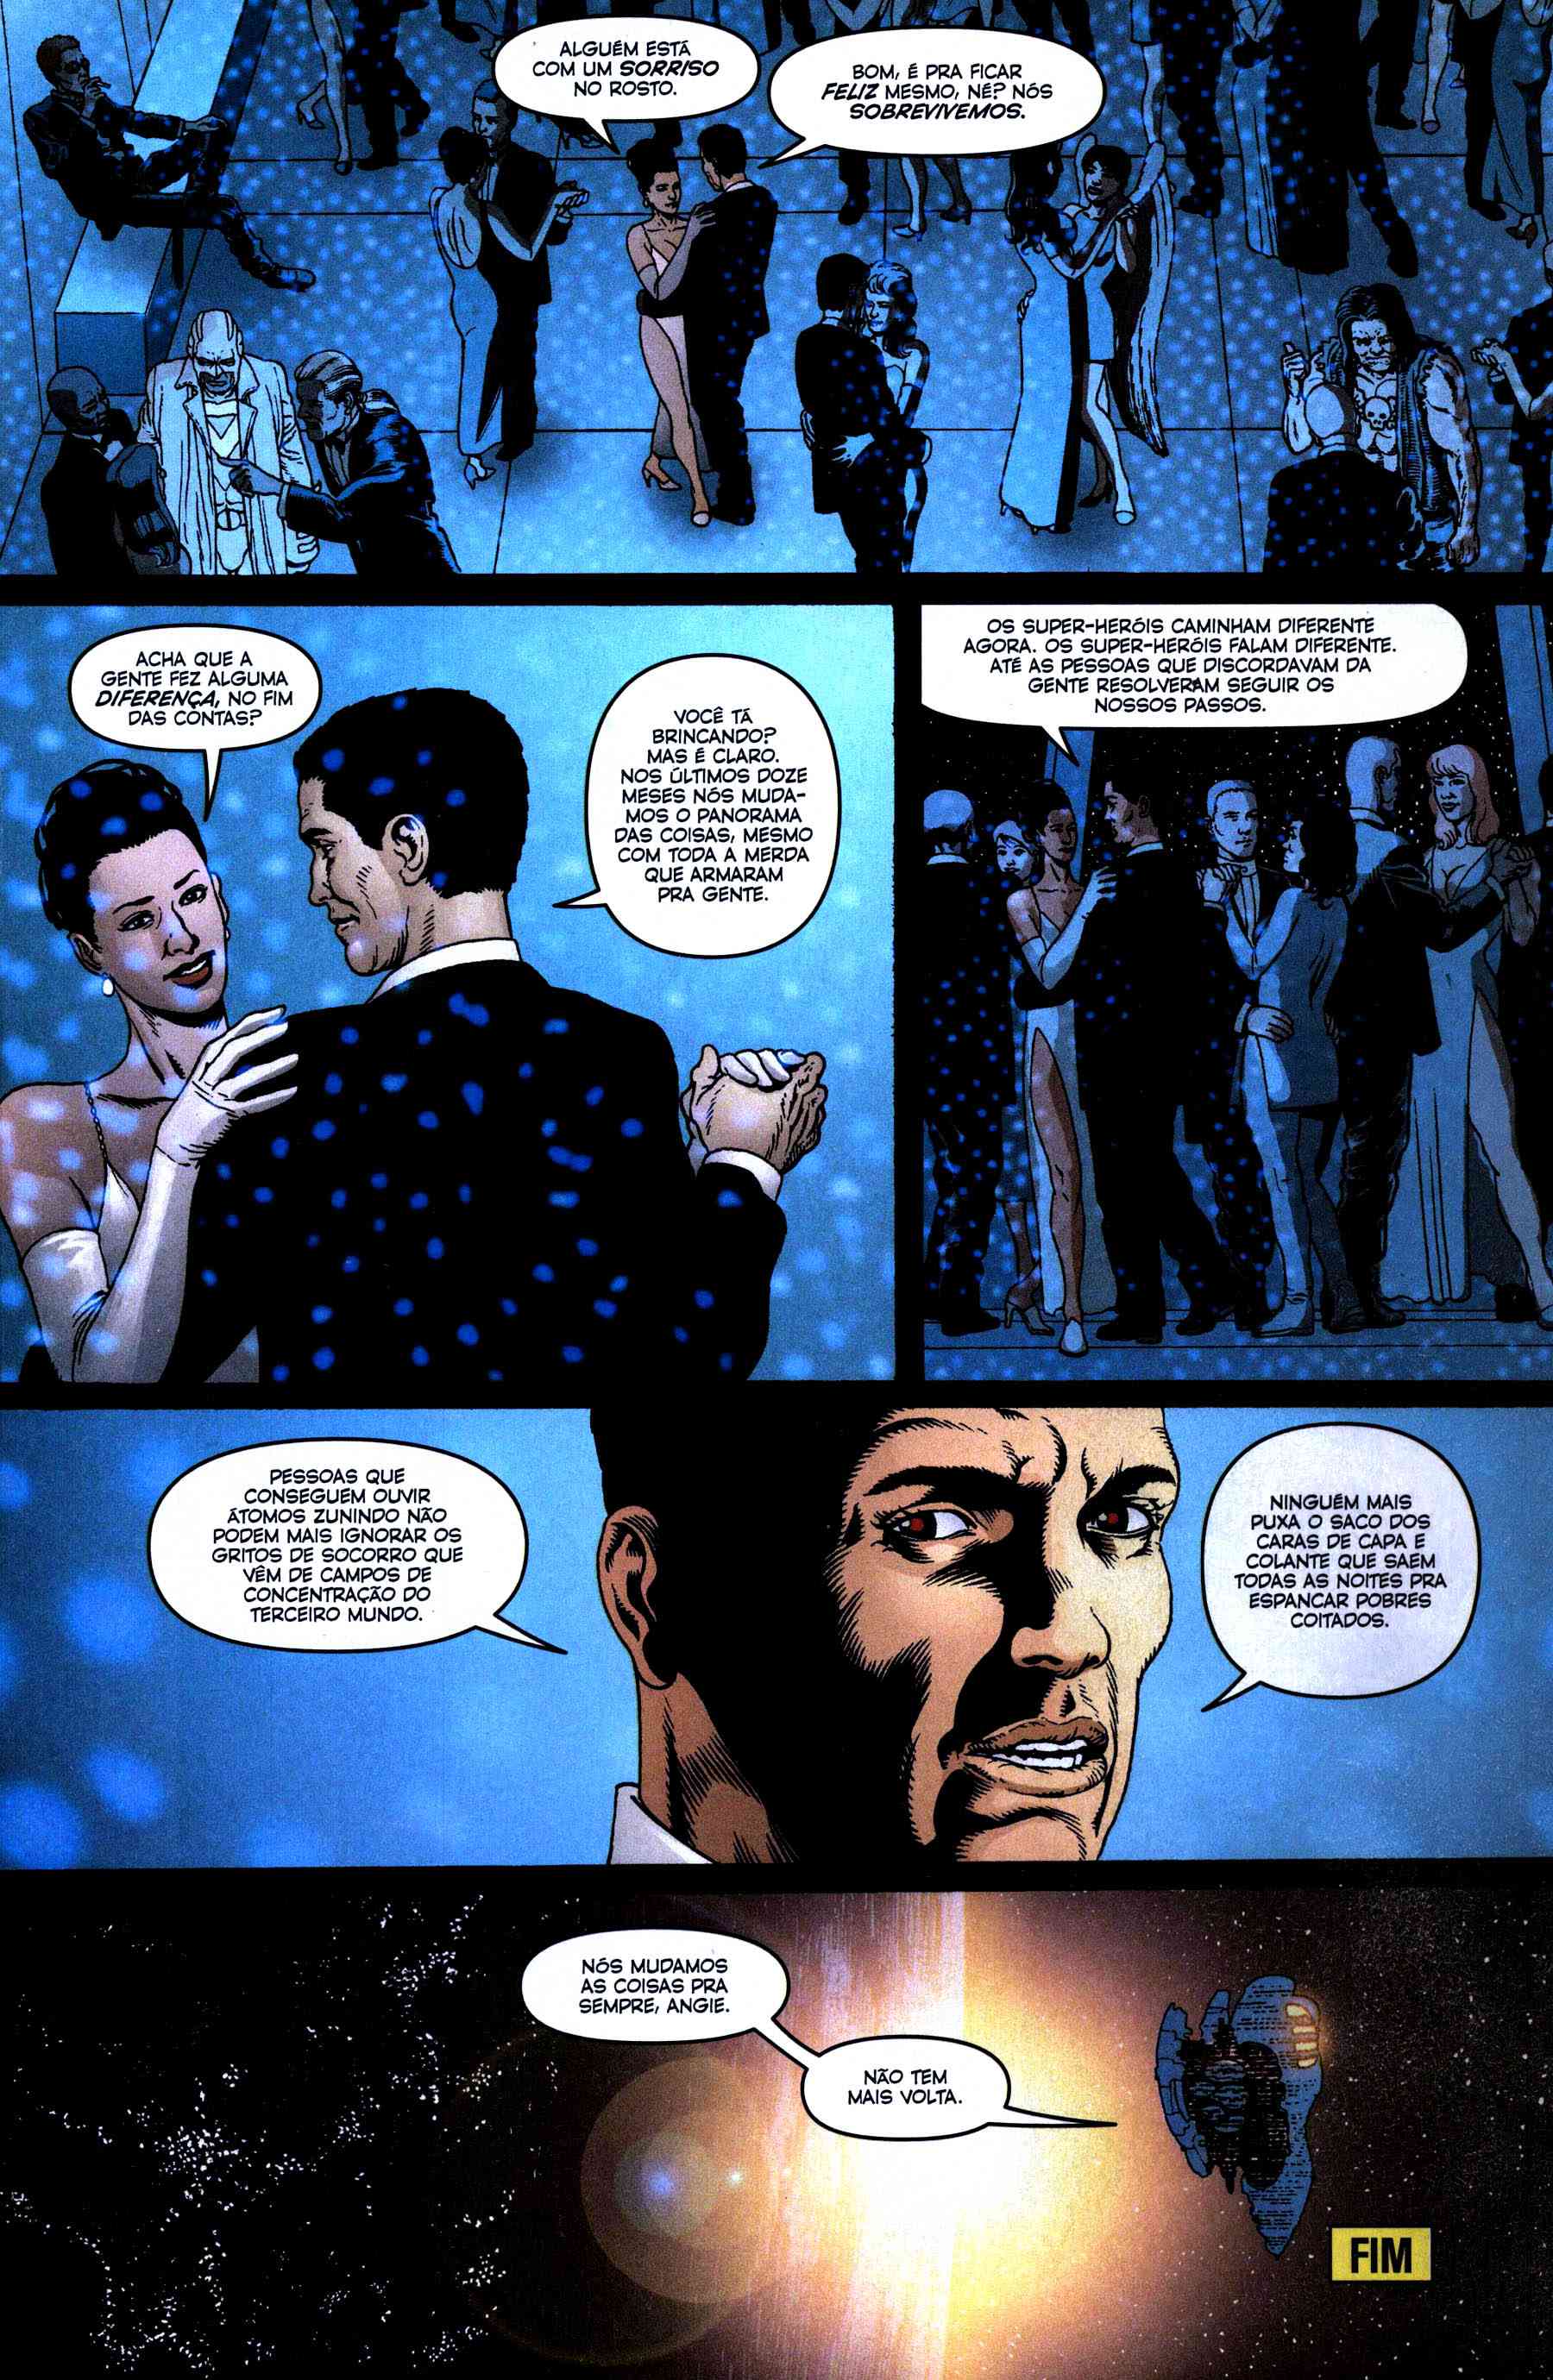 ALGUÉM ESTÁ
COM UM SORRISO
NO ROSTO.
BOM, É PRA FICAR
FELIZ MESMO, NÉ? NÓS
SOBREVIVEMOS.
ACHA QUE A
GENTE FEZ ALGUMA
DIFERENÇA, NO FIM
DAS CONTAS?
VOCÊ TÁ
BRINCANDO?
MAS É CLARO.
NOS ÚLTIMOS DOZE
MESES NÓS MUDA-
MOS O PANORAMA
DAS COISAS, MESMO
COM TODA A MERDA
QUE ARMARAM
PRA GENTE.
OS SUPER-HERÓIS CAMINHAM DIFERENTE
AGORA. OS SUPER-HERÓIS FALAM DIFERENTE.
ATÉ AS PESSOAS QUE DISCORDAVAM DA
GENTE RESOLVERAM SEGUIR OS
NOSSOS PASSOS.
PESSOAS QUE
CONSEGUEM OUVIR
ÁTOMOS ZUNINDO NÃO
PODEM MAIS IGNORAR OS
GRITOS DE SOCORRO QUE
VÊM DE CAMPOS DE
CONCENTRAÇÃO DO
TERCEIRO MUNDO.
NINGUÉM MAIS
PUXA O SACO DOS
CARAS DE CAPA E
COLANTE QUE SAEM
TODAS AS NOITES PRA
ESPANCAR POBRES
COITADOS.
NÓS MUDAMOS
AS COISAS PRA
SEMPRE, ANGIE.
NÃO TEM
MAIS VOLTA.
FIM